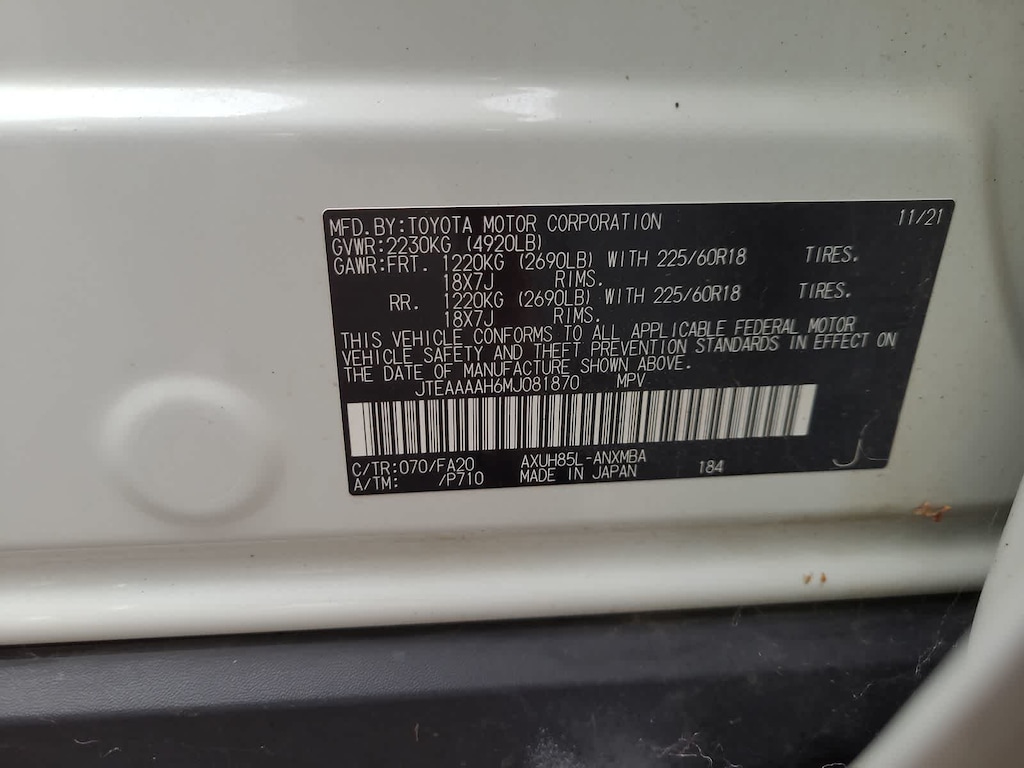 MFD.BY:TOYOTA MOTOR CORPORATION 11/21
GVWR:2230KG (4920LB)
GAWR:FRT. 1220KG (2690LB) WITH 225/60R18 TIRES.
18X7J RIMS.
RR. 1220KG (2690LB) WITH 225/60R18 TIRES.
18X7J RIMS.
THIS VEHICLE CONFORMS TO ALL APPLICABLE FEDERAL MOTOR
VEHICLE SAFETY AND THEFT PREVENTION STANDARDS IN EFFECT ON
THE DATE OF MANUFACTURE SHOWN ABOVE.
JTEAAAAH6MJ081870 MPV
C/TR:070/FA20 AXUH85L-ANXMBA 184
A/TM: /P710 MADE IN JAPAN